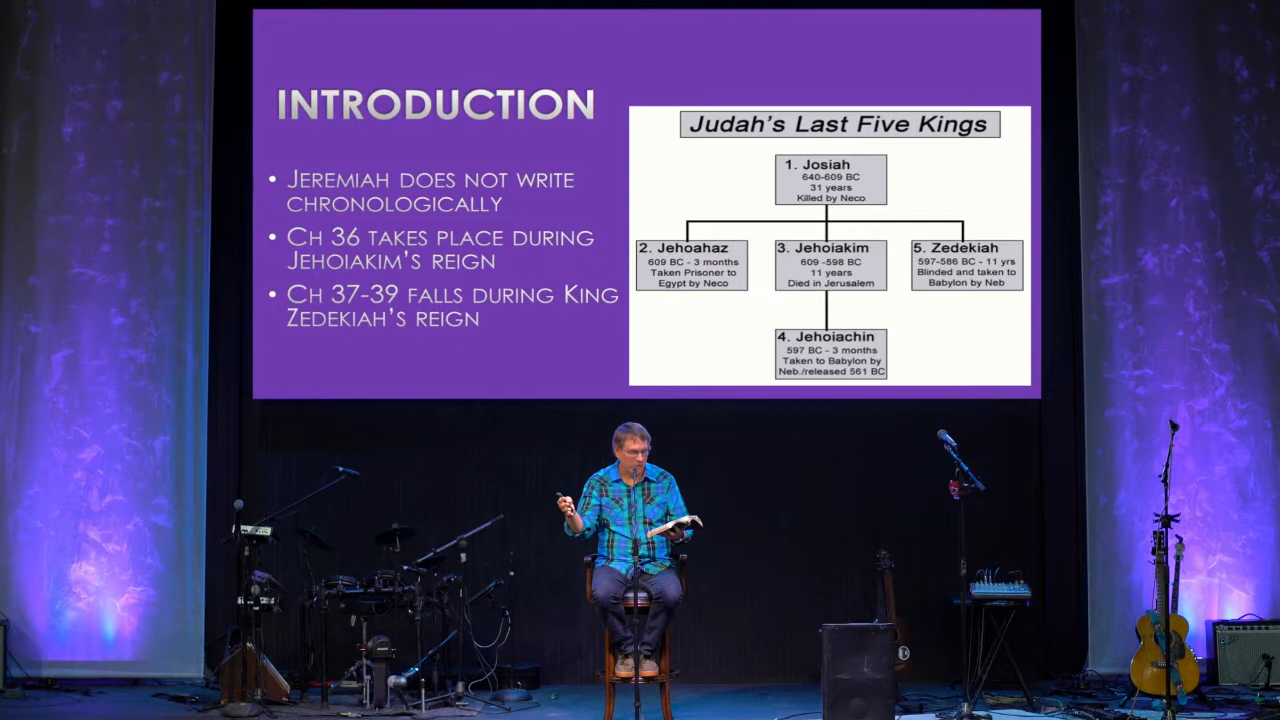 INTRODUCTION
• JEREMIAH DOES NOT WRITE
CHRONOLOGICALLY
• CH 36 TAKES PLACE DURING
JEHOIAKIM'S REIGN
• CH 37-39 FALLS DURING KING
ZEDEKIAH'S REIGN
Judah's Last Five Kings
1. Josiah
640-609 BC
31 years
Killed by Neco
2. Jehoahaz
609 BC - 3 months
Taken Prisoner to
Egypt by Neco
3. Jehoiakim
609 -598 BC
11 years
Died in Jerusalem
5. Zedekiah
597-586 BC - 11 yrs
Blinded and taken to
Babylon by Neb
4. Jehoiachin
597 BC - 3 months
Taken to Babylon by
Neb./released 561 BC